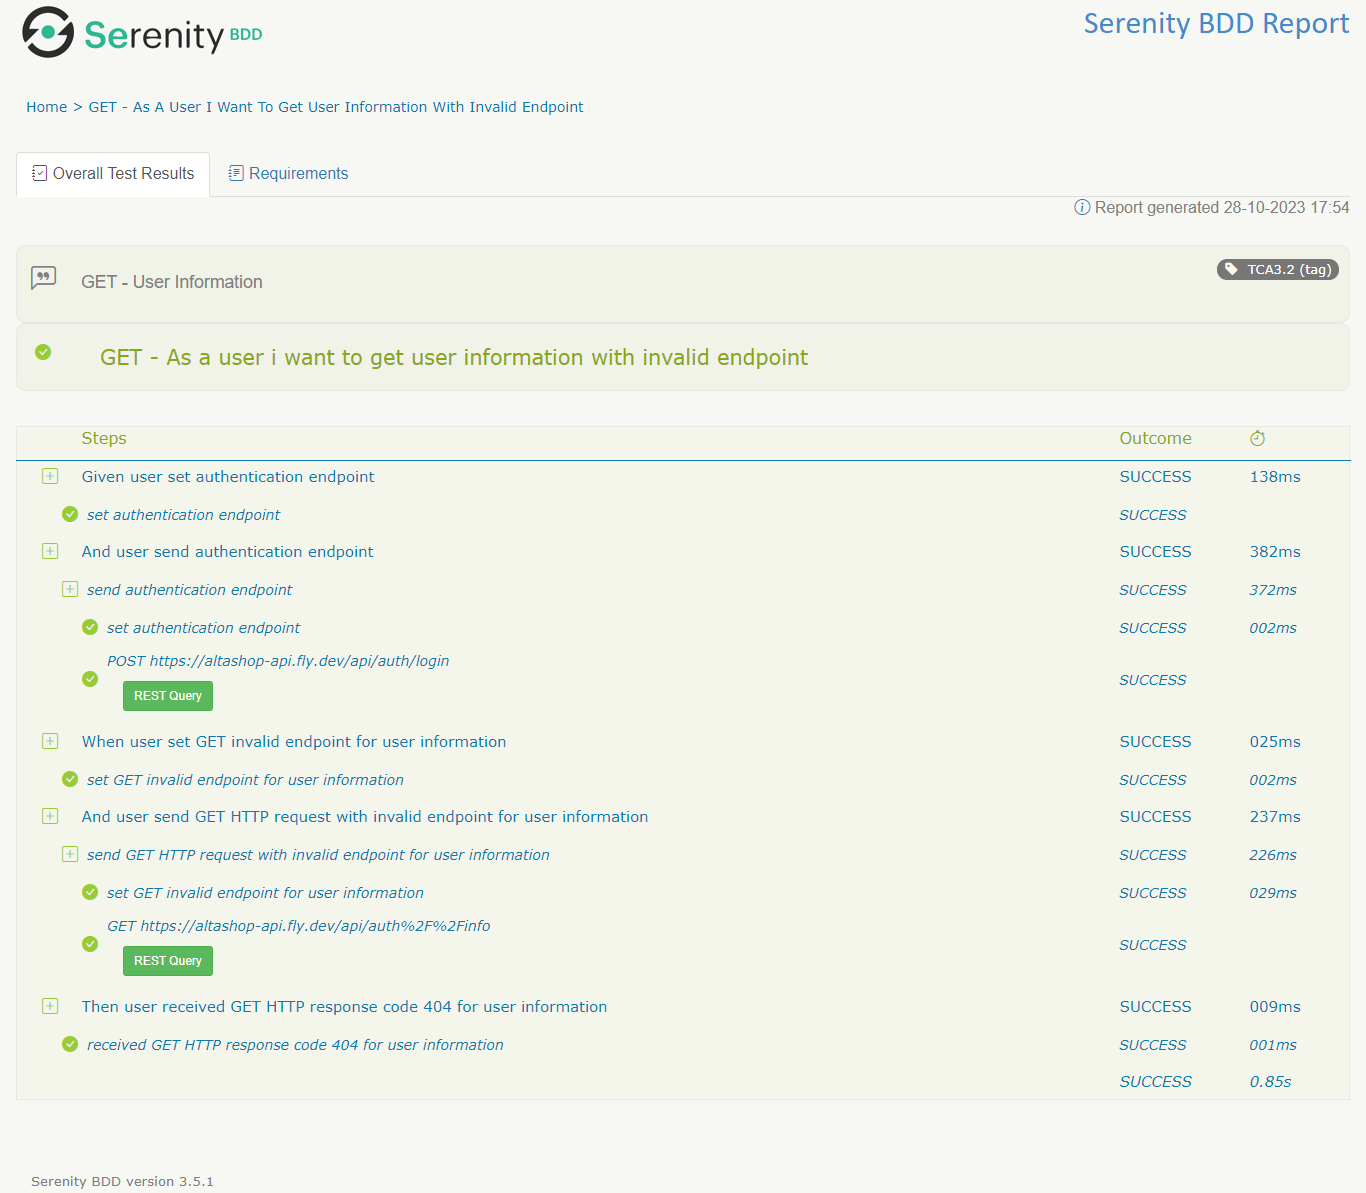 Serenity BDD
Serenity BDD Report
Home > GET - As A User I Want To Get User Information With Invalid Endpoint
Overall Test Results
Requirements
Report generated 28-10-2023 17:54
GET - User Information
TCA3.2 (tag)
GET - As a user i want to get user information with invalid endpoint
Steps Outcome
Given user set authentication endpoint SUCCESS 138ms
set authentication endpoint SUCCESS
And user send authentication endpoint SUCCESS 382ms
send authentication endpoint SUCCESS 372ms
set authentication endpoint SUCCESS 002ms
POST https://altashop-api.fly.dev/api/auth/login
SUCCESS
REST Query
When user set GET invalid endpoint for user information SUCCESS 025ms
set GET invalid endpoint for user information SUCCESS 002ms
And user send GET HTTP request with invalid endpoint for user information SUCCESS 237ms
send GET HTTP request with invalid endpoint for user information SUCCESS 226ms
set GET invalid endpoint for user information SUCCESS 029ms
GET https://altashop-api.fly.dev/api/auth%2F%2Finfo
SUCCESS
REST Query
Then user received GET HTTP response code 404 for user information SUCCESS 009ms
received GET HTTP response code 404 for user information SUCCESS 001ms
SUCCESS 0.85s
Serenity BDD version 3.5.1